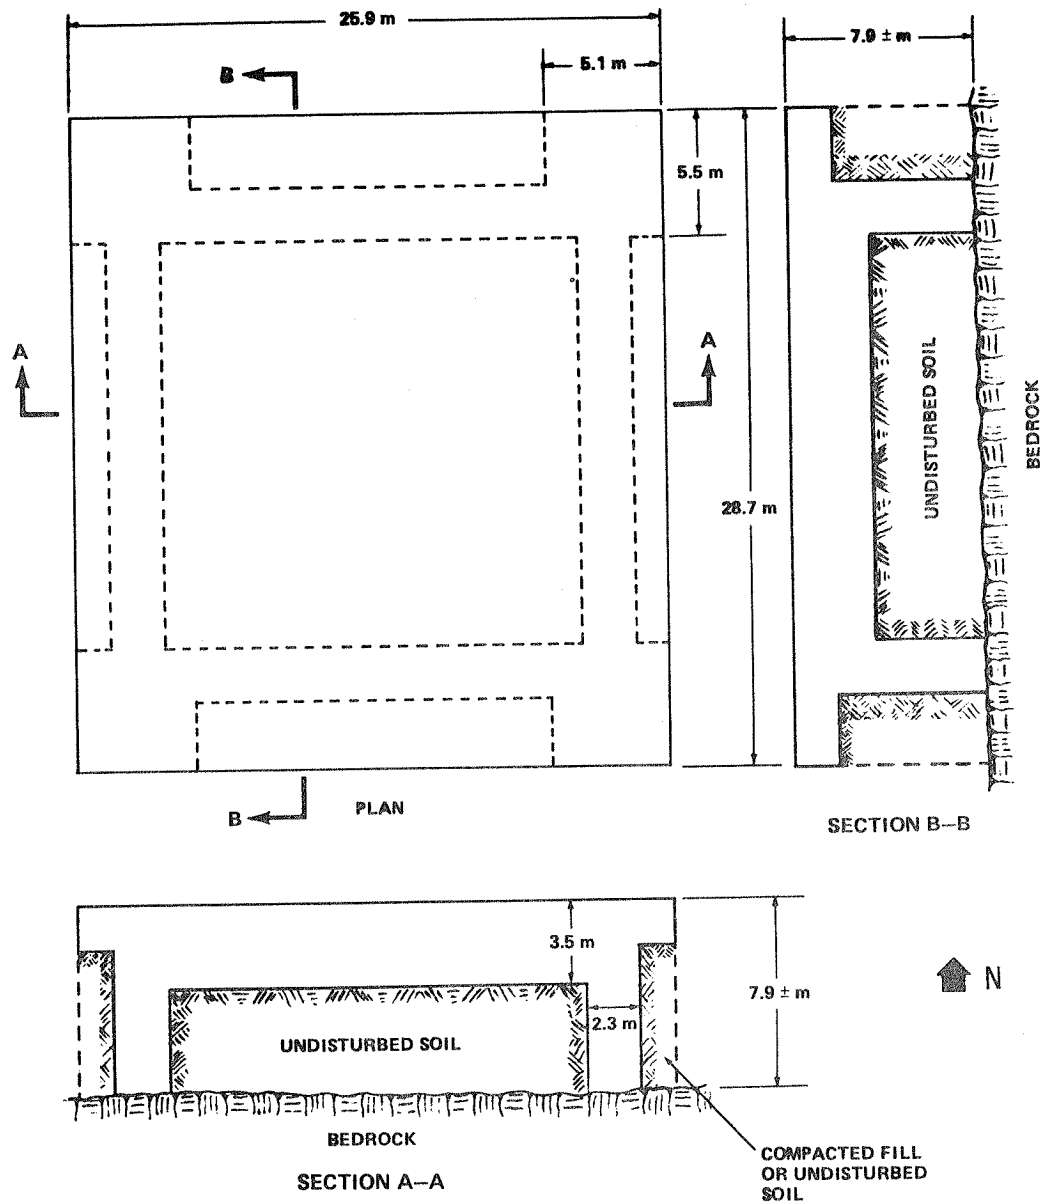 25.9 m
7.9 ± m
B
5.1 m
5.5 m
A
A
UNDISTURBED SOIL
BEDROCK
28.7 m
B
PLAN
SECTION B–B
3.5 m
7.9 ± m
N
2.3 m
UNDISTURBED SOIL
BEDROCK
COMPACTED FILL
OR UNDISTURBED
SOIL
SECTION A–A